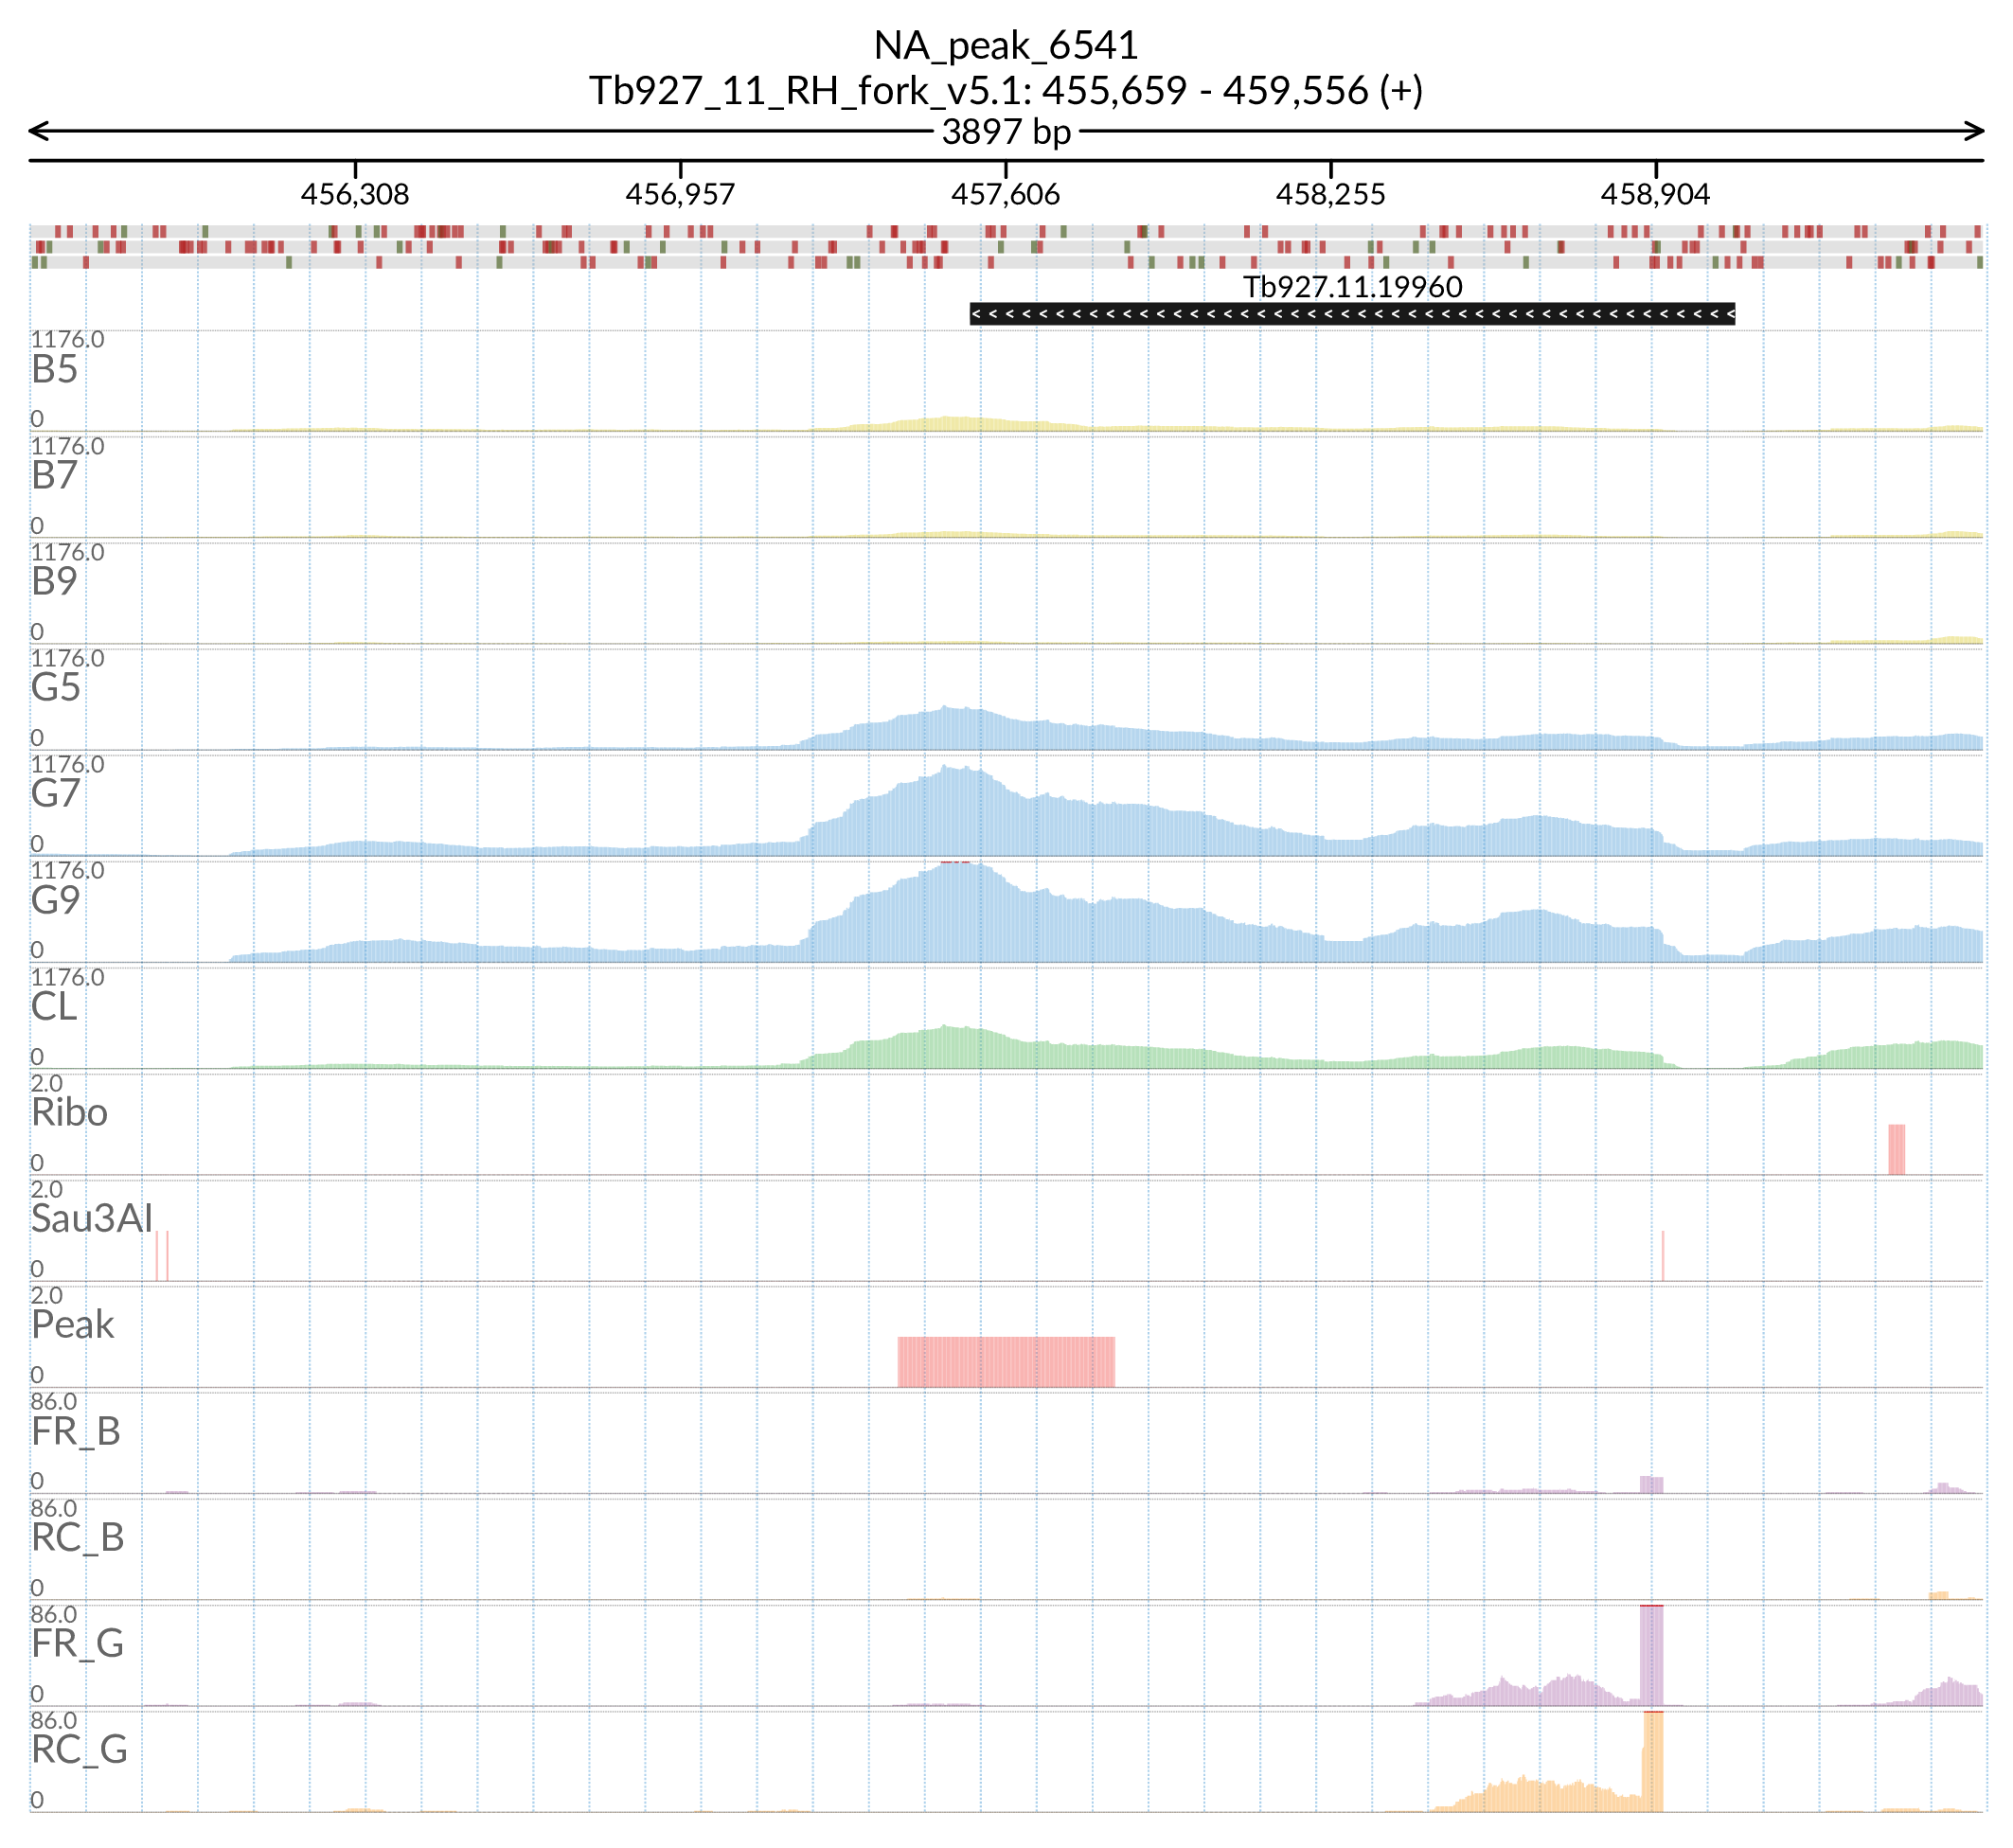 NA_peak_6541
Tb927_11_RH_fork_v5.1: 455,659 - 459,556 (+)
3897 bp
456,308 456,957 457,606 458,255 458,904
Tb927.11.19960
1176.0
B5
0
1176.0
B7
0
1176.0
B9
0
1176.0
G5
0
1176.0
G7
0
1176.0
G9
0
1176.0
CL
0
2.0
Ribo
0
2.0
Sau3AI
0
2.0
Peak
0
86.0
FR_B
0
86.0
RC_B
0
86.0
FR_G
0
86.0
RC_G
0